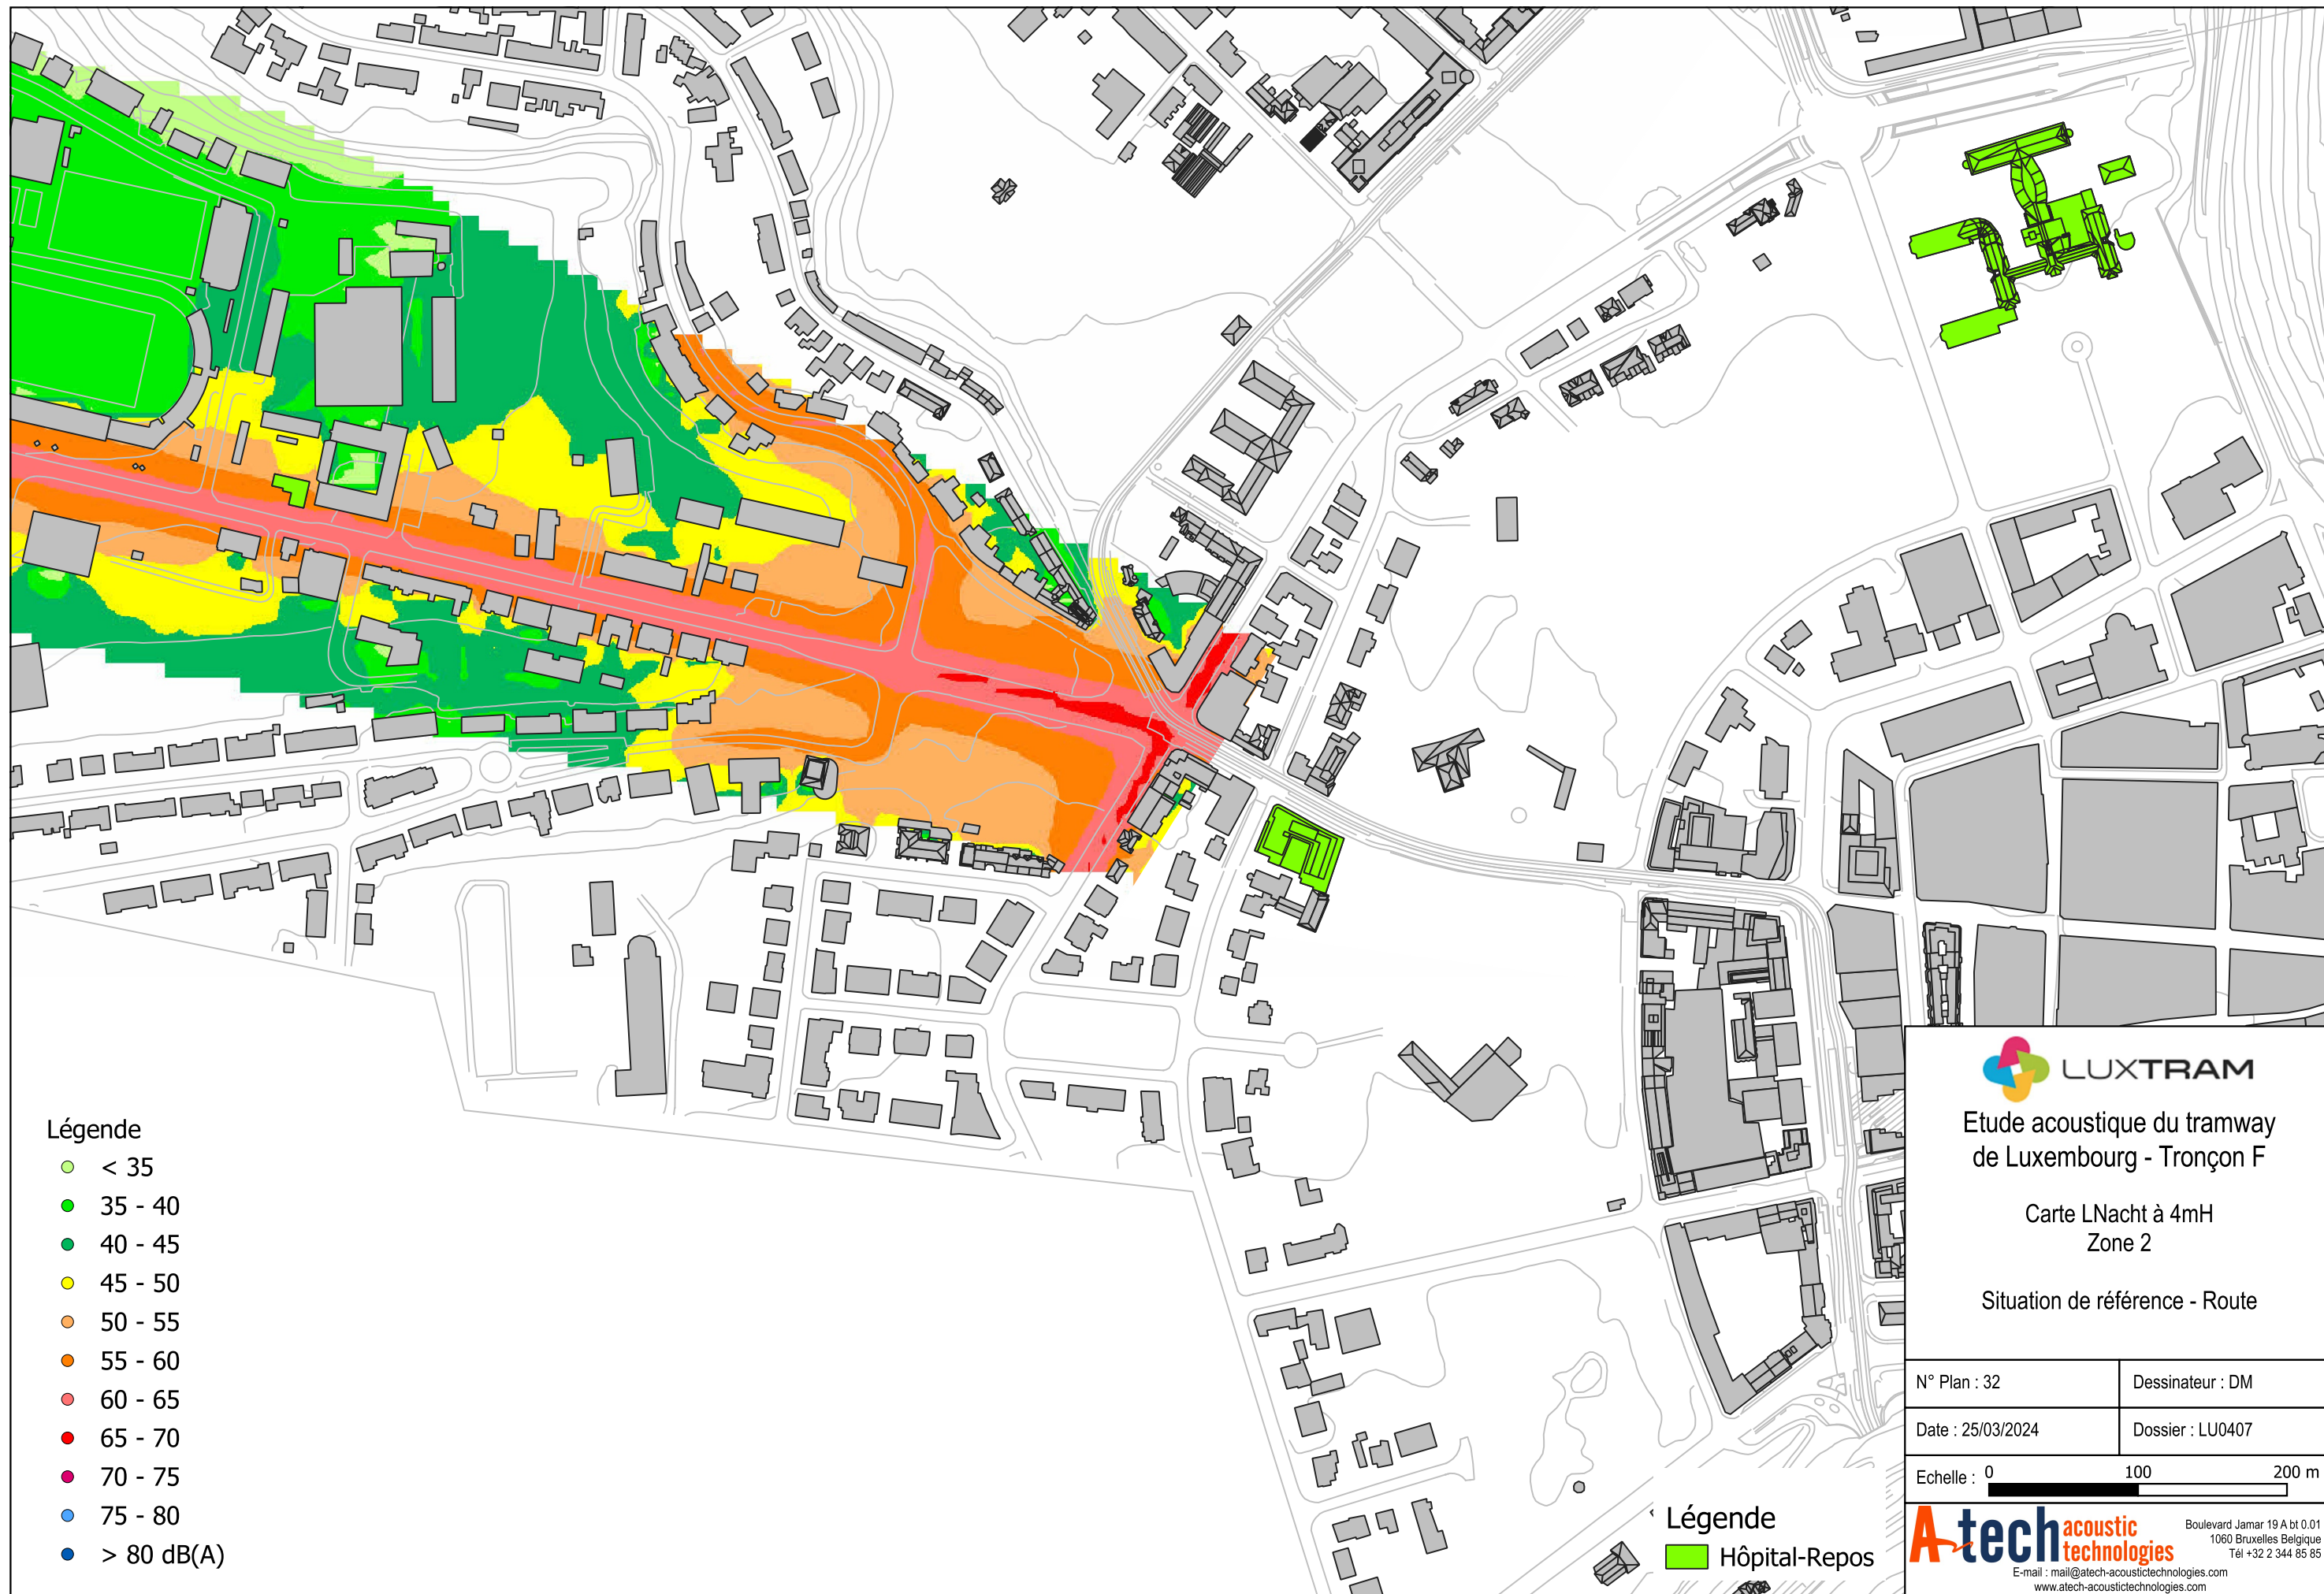 Légende
< 35
35 - 40
40 - 45
45 - 50
50 - 55
55 - 60
60 - 65
65 - 70
70 - 75
75 - 80
> 80 dB(A)
Légende
Hôpital-Repos
LUXTRAM
Etude acoustique du tramway
de Luxembourg - Tronçon F
Carte LNacht à 4mH
Zone 2
Situation de référence - Route
N° Plan : 32
Dessinateur : DM
Date : 25/03/2024
Dossier : LU0407
Echelle : 0 100 200 m
A-tech acoustic technologies
Boulevard Jamar 19 A bt 0.01
1060 Bruxelles Belgique
Tél +32 2 344 85 85
E-mail : mail@atech-acoustictechnologies.com
www.atech-acoustictechnologies.com